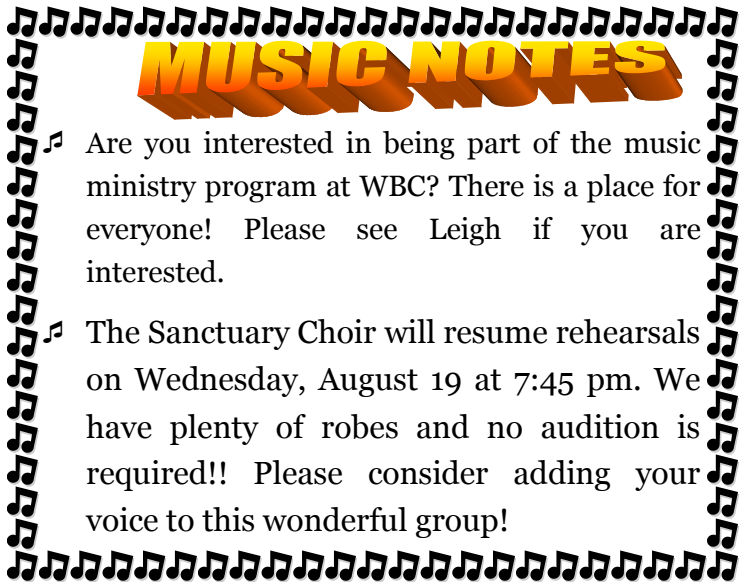 MUSIC NOTES
Are you interested in being part of the music
ministry program at WBC? There is a place for
everyone! Please see Leigh if you are
interested.
The Sanctuary Choir will resume rehearsals
on Wednesday, August 19 at 7:45 pm. We
have plenty of robes and no audition is
required!! Please consider adding your
voice to this wonderful group!